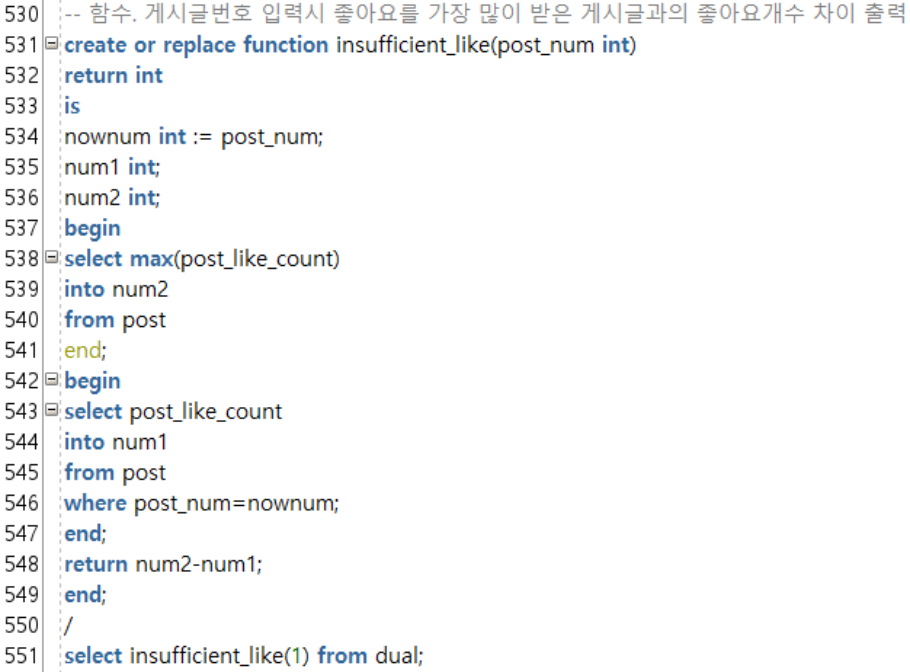 530 -- 함수. 게시글번호 입력시 좋아요를 가장 많이 받은 게시글과의 좋아요개수 차이 출력
531 create or replace function insufficient_like(post_num int)
532 return int
533 is
534 nownum int := post_num;
535 num1 int;
536 num2 int;
537 begin
538 select max(post_like_count)
539 into num2
540 from post
541 end;
542 begin
543 select post_like_count
544 into num1
545 from post
546 where post_num=nownum;
547 end;
548 return num2-num1;
549 end;
550 /
551 select insufficient_like(1) from dual;